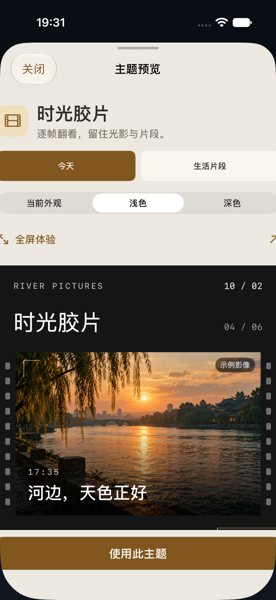 19:31
关闭
主题预览
时光胶片
逐帧翻看，留住光影与片段。
今天
生活片段
当前外观
浅色
深色
全屏体验
RIVER PICTURES
10 / 02
时光胶片
04 / 06
示例影像
17:35
河边，天色正好
使用此主题